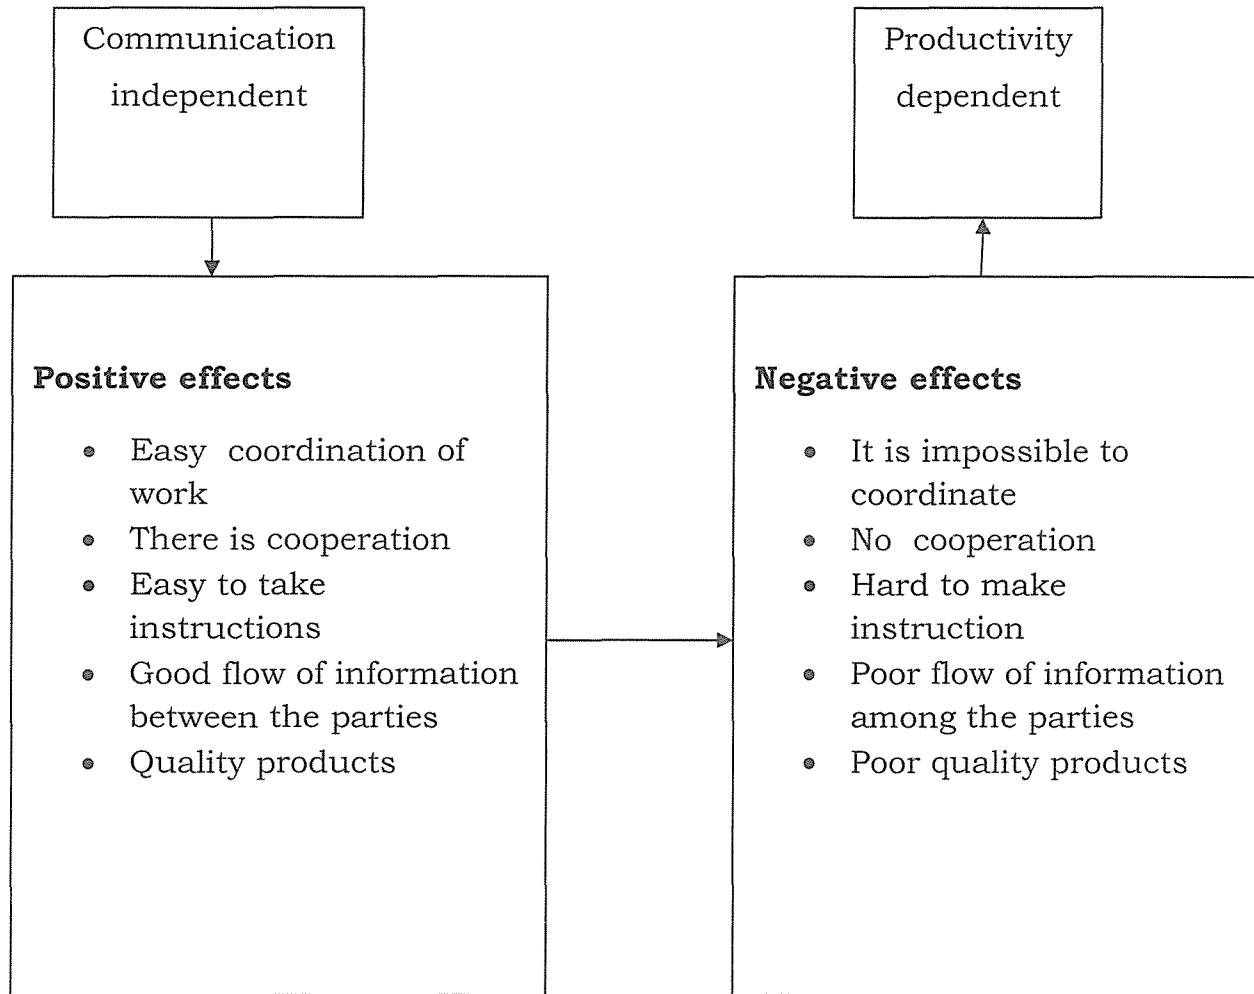 Communication
independent
Productivity
dependent
Positive effects
• Easy coordination of
work
• There is cooperation
• Easy to take
instructions
• Good flow of information
between the parties
• Quality products
Negative effects
• It is impossible to
coordinate
• No cooperation
• Hard to make
instruction
• Poor flow of information
among the parties
• Poor quality products